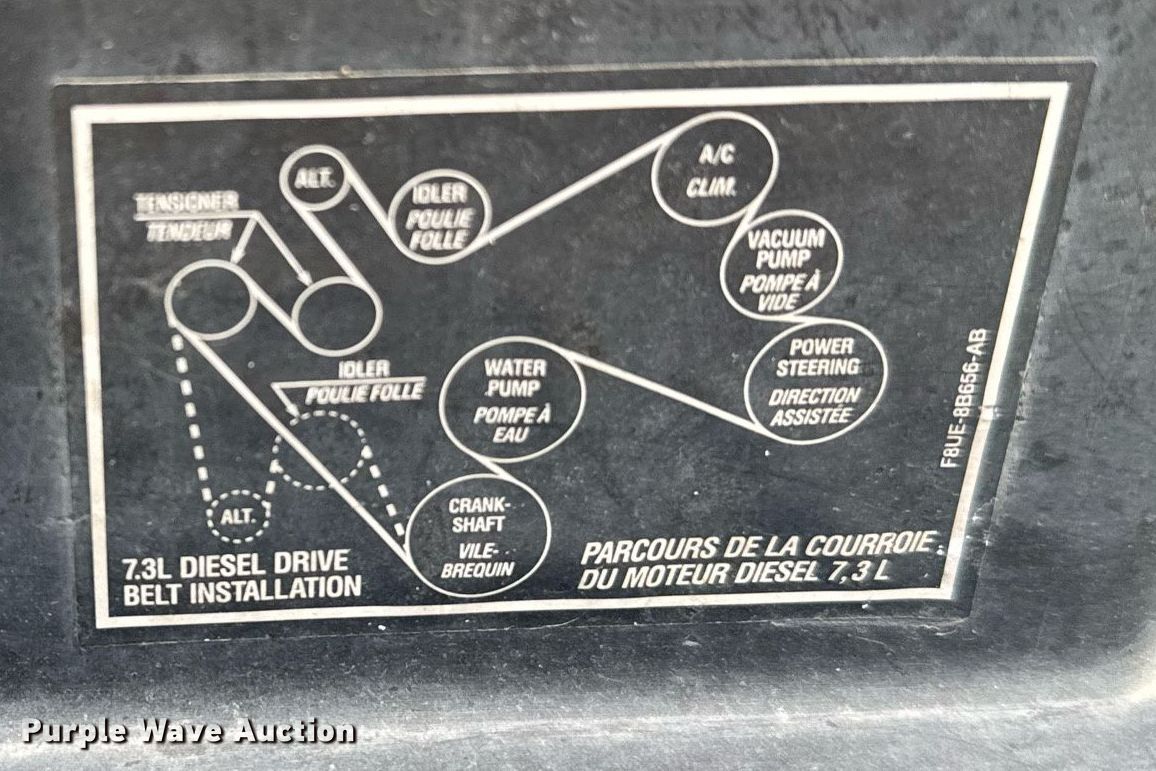 ALT.
TENSIONER
TENDEUR
IDLER
POULIE
FOLLE
A/C
CLIM.
VACUUM
PUMP
POMPE À
VIDE
POWER
STEERING
DIRECTION
ASSISTÉE
IDLER
POULIE FOLLE
WATER
PUMP
POMPE À
EAU
ALT.
CRANK-
SHAFT
VILE-
BREQUIN
7.3L DIESEL DRIVE
BELT INSTALLATION
PARCOURS DE LA COURROIE
DU MOTEUR DIESEL 7,3 L
F8UE-8B656-AB
Purple Wave Auction